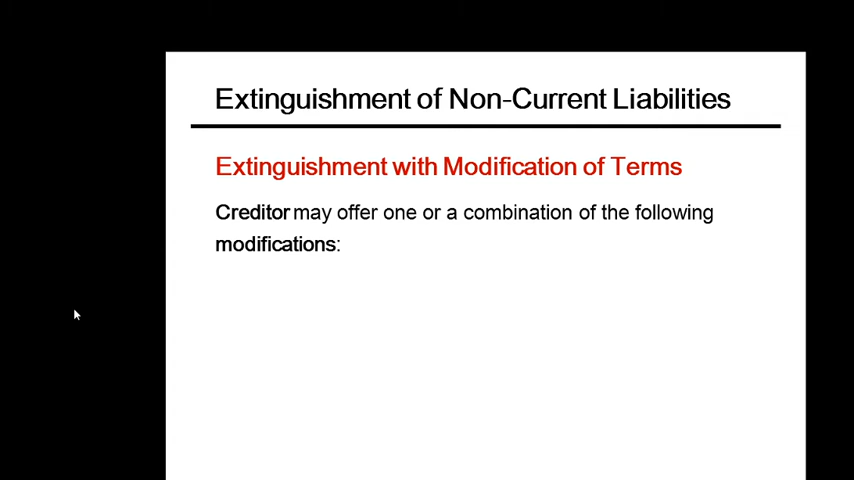 Extinguishment of Non-Current Liabilities
Extinguishment with Modification of Terms
Creditor may offer one or a combination of the following
modifications: